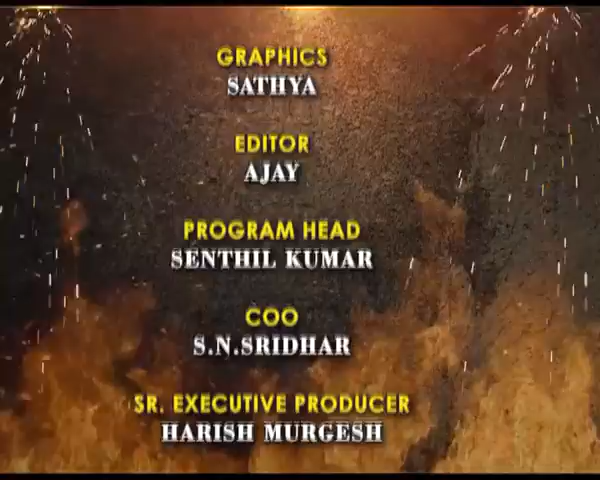 GRAPHICS
SATHYA
EDITOR
AJAY
PROGRAM HEAD
SENTHIL KUMAR
COO
S.N.SRIDHAR
SR. EXECUTIVE PRODUCER
HARISH MURGESH